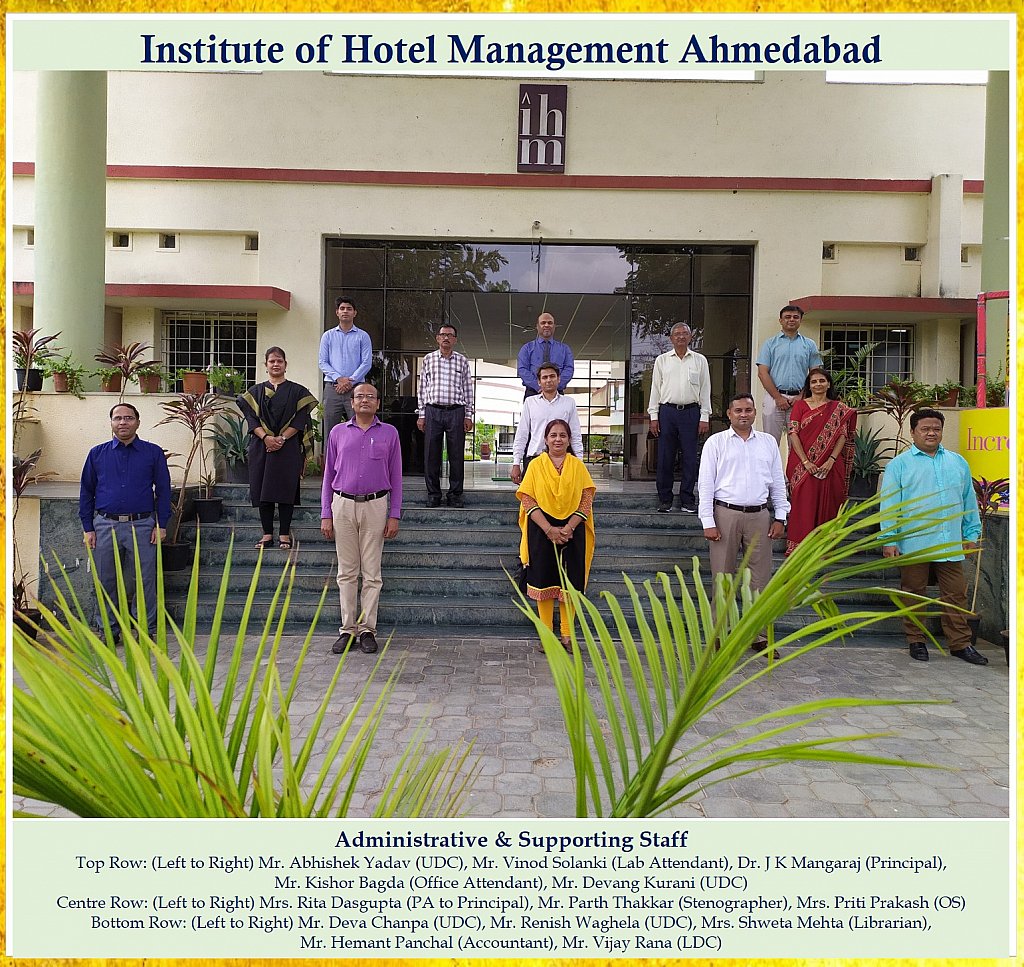 Institute of Hotel Management Ahmedabad
îh
m
Incre
Administrative & Supporting Staff
Top Row: (Left to Right) Mr. Abhishek Yadav (UDC), Mr. Vinod Solanki (Lab Attendant), Dr. J K Mangaraj (Principal),
Mr. Kishor Bagda (Office Attendant), Mr. Devang Kurani (UDC)
Centre Row: (Left to Right) Mrs. Rita Dasgupta (PA to Principal), Mr. Parth Thakkar (Stenographer), Mrs. Priti Prakash (OS)
Bottom Row: (Left to Right) Mr. Deva Chanpa (UDC), Mr. Renish Waghela (UDC), Mrs. Shweta Mehta (Librarian),
Mr. Hemant Panchal (Accountant), Mr. Vijay Rana (LDC)